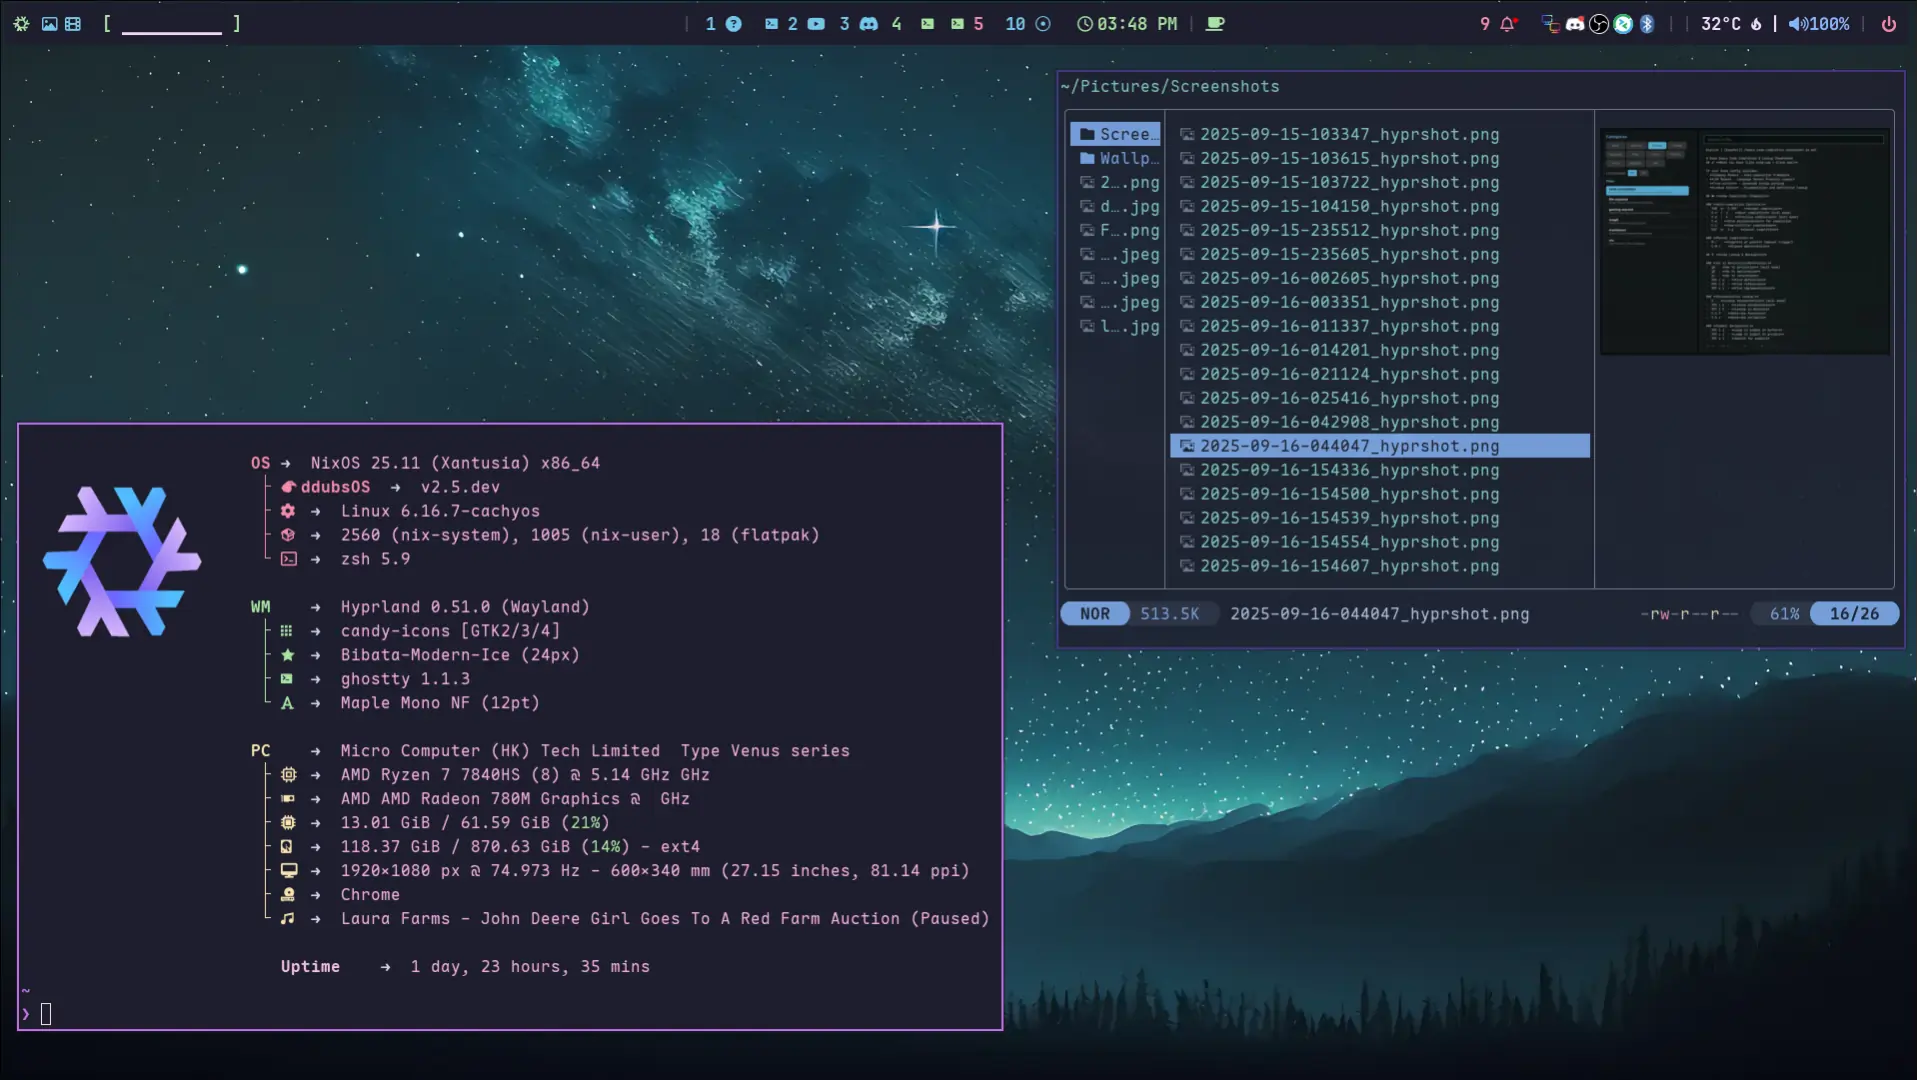 [ __________ ]
1 2 3 4 5 10 03:48 PM
9 32°C 100%
~/Pictures/Screenshots
Scree…
Wallp…
2….png
d….jpg
F….png
….jpeg
….jpeg
….jpeg
l….jpg
2025-09-15-103347_hyprshot.png
2025-09-15-103615_hyprshot.png
2025-09-15-103722_hyprshot.png
2025-09-15-104150_hyprshot.png
2025-09-15-235512_hyprshot.png
2025-09-15-235605_hyprshot.png
2025-09-16-002605_hyprshot.png
2025-09-16-003351_hyprshot.png
2025-09-16-011337_hyprshot.png
2025-09-16-014201_hyprshot.png
2025-09-16-021124_hyprshot.png
2025-09-16-025416_hyprshot.png
2025-09-16-042908_hyprshot.png
2025-09-16-044047_hyprshot.png
2025-09-16-154336_hyprshot.png
2025-09-16-154500_hyprshot.png
2025-09-16-154539_hyprshot.png
2025-09-16-154554_hyprshot.png
2025-09-16-154607_hyprshot.png
NOR 513.5K 2025-09-16-044047_hyprshot.png -rw-r--r-- 61% 16/26
OS → NixOS 25.11 (Xantusia) x86_64
ddubsOS → v2.5.dev
→ Linux 6.16.7-cachyos
→ 2560 (nix-system), 1005 (nix-user), 18 (flatpak)
→ zsh 5.9
WM → Hyprland 0.51.0 (Wayland)
→ candy-icons [GTK2/3/4]
→ Bibata-Modern-Ice (24px)
→ ghostty 1.1.3
→ Maple Mono NF (12pt)
PC → Micro Computer (HK) Tech Limited Type Venus series
→ AMD Ryzen 7 7840HS (8) @ 5.14 GHz GHz
→ AMD AMD Radeon 780M Graphics @ GHz
→ 13.01 GiB / 61.59 GiB (21%)
→ 118.37 GiB / 870.63 GiB (14%) - ext4
→ 1920×1080 px @ 74.973 Hz - 600×340 mm (27.15 inches, 81.14 ppi)
→ Chrome
→ Laura Farms - John Deere Girl Goes To A Red Farm Auction (Paused)
Uptime → 1 day, 23 hours, 35 mins
~
❯